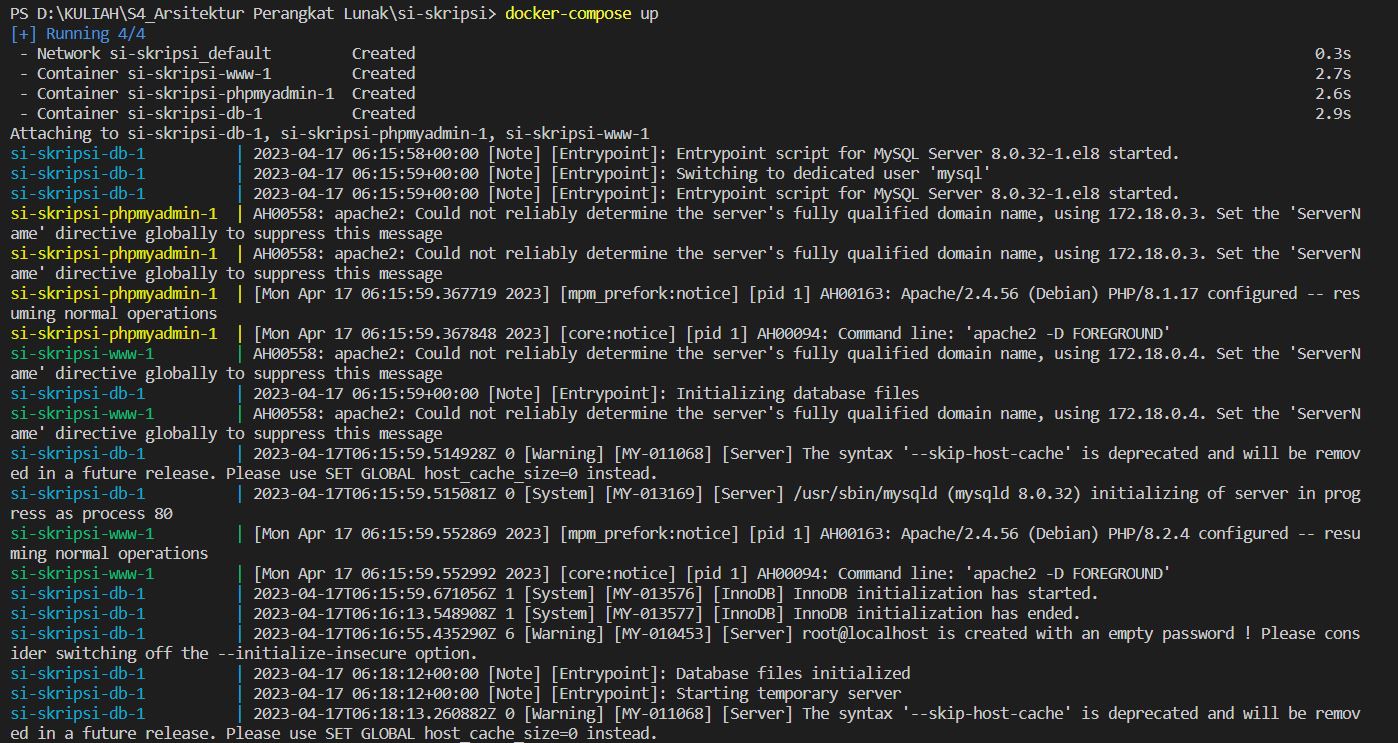 PS D:\KULIAH\S4_Arsitektur Perangkat Lunak\si-skripsi> docker-compose up
[+] Running 4/4
 - Network si-skripsi_default         Created                                                                                                    0.3s
 - Container si-skripsi-www-1         Created                                                                                                    2.7s
 - Container si-skripsi-phpmyadmin-1  Created                                                                                                    2.6s
 - Container si-skripsi-db-1          Created                                                                                                    2.9s
Attaching to si-skripsi-db-1, si-skripsi-phpmyadmin-1, si-skripsi-www-1
si-skripsi-db-1          | 2023-04-17 06:15:58+00:00 [Note] [Entrypoint]: Entrypoint script for MySQL Server 8.0.32-1.el8 started.
si-skripsi-db-1          | 2023-04-17 06:15:59+00:00 [Note] [Entrypoint]: Switching to dedicated user 'mysql'
si-skripsi-db-1          | 2023-04-17 06:15:59+00:00 [Note] [Entrypoint]: Entrypoint script for MySQL Server 8.0.32-1.el8 started.
si-skripsi-phpmyadmin-1  | AH00558: apache2: Could not reliably determine the server's fully qualified domain name, using 172.18.0.3. Set the 'ServerN
ame' directive globally to suppress this message
si-skripsi-phpmyadmin-1  | AH00558: apache2: Could not reliably determine the server's fully qualified domain name, using 172.18.0.3. Set the 'ServerN
ame' directive globally to suppress this message
si-skripsi-phpmyadmin-1  | [Mon Apr 17 06:15:59.367719 2023] [mpm_prefork:notice] [pid 1] AH00163: Apache/2.4.56 (Debian) PHP/8.1.17 configured -- res
uming normal operations
si-skripsi-phpmyadmin-1  | [Mon Apr 17 06:15:59.367848 2023] [core:notice] [pid 1] AH00094: Command line: 'apache2 -D FOREGROUND'
si-skripsi-www-1         | AH00558: apache2: Could not reliably determine the server's fully qualified domain name, using 172.18.0.4. Set the 'ServerN
ame' directive globally to suppress this message
si-skripsi-db-1          | 2023-04-17 06:15:59+00:00 [Note] [Entrypoint]: Initializing database files
si-skripsi-www-1         | AH00558: apache2: Could not reliably determine the server's fully qualified domain name, using 172.18.0.4. Set the 'ServerN
ame' directive globally to suppress this message
si-skripsi-db-1          | 2023-04-17T06:15:59.514928Z 0 [Warning] [MY-011068] [Server] The syntax '--skip-host-cache' is deprecated and will be remov
ed in a future release. Please use SET GLOBAL host_cache_size=0 instead.
si-skripsi-db-1          | 2023-04-17T06:15:59.515081Z 0 [System] [MY-013169] [Server] /usr/sbin/mysqld (mysqld 8.0.32) initializing of server in prog
ress as process 80
si-skripsi-www-1         | [Mon Apr 17 06:15:59.552869 2023] [mpm_prefork:notice] [pid 1] AH00163: Apache/2.4.56 (Debian) PHP/8.2.4 configured -- resu
ming normal operations
si-skripsi-www-1         | [Mon Apr 17 06:15:59.552992 2023] [core:notice] [pid 1] AH00094: Command line: 'apache2 -D FOREGROUND'
si-skripsi-db-1          | 2023-04-17T06:15:59.671056Z 1 [System] [MY-013576] [InnoDB] InnoDB initialization has started.
si-skripsi-db-1          | 2023-04-17T06:16:13.548908Z 1 [System] [MY-013577] [InnoDB] InnoDB initialization has ended.
si-skripsi-db-1          | 2023-04-17T06:16:55.435290Z 6 [Warning] [MY-010453] [Server] root@localhost is created with an empty password ! Please cons
ider switching off the --initialize-insecure option.
si-skripsi-db-1          | 2023-04-17 06:18:12+00:00 [Note] [Entrypoint]: Database files initialized
si-skripsi-db-1          | 2023-04-17 06:18:12+00:00 [Note] [Entrypoint]: Starting temporary server
si-skripsi-db-1          | 2023-04-17T06:18:13.260882Z 0 [Warning] [MY-011068] [Server] The syntax '--skip-host-cache' is deprecated and will be remov
ed in a future release. Please use SET GLOBAL host_cache_size=0 instead.